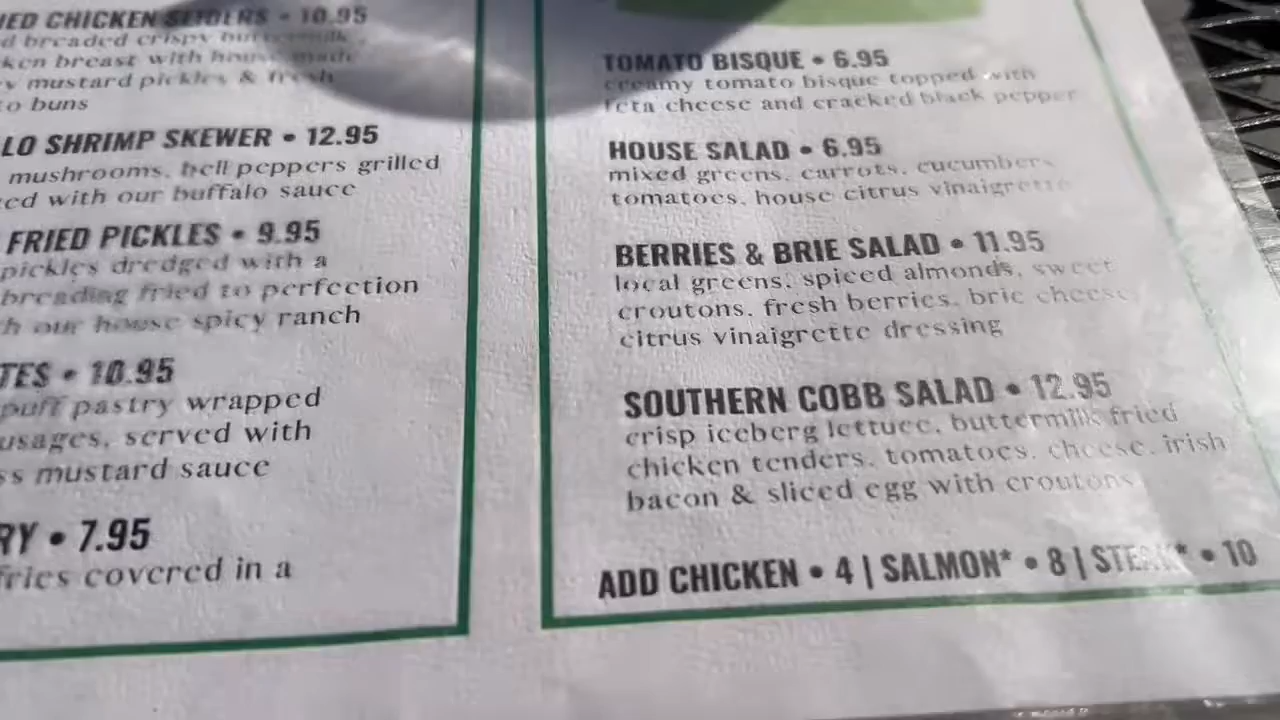 IED CHICKEN SLIDERS • 10.95
d breaded crispy buttermilk
ken breast with house made
y mustard pickles & fresh
to buns
LO SHRIMP SKEWER • 12.95
mushrooms, bell peppers grilled
ed with our buffalo sauce
FRIED PICKLES • 9.95
pickles dredged with a
breading fried to perfection
h our house spicy ranch
TES • 10.95
puff pastry wrapped
usages, served with
ss mustard sauce
RY • 7.95
fries covered in a
TOMATO BISQUE • 6.95
creamy tomato bisque topped with
feta cheese and cracked black pepper
HOUSE SALAD • 6.95
mixed greens, carrots, cucumbers
tomatoes, house citrus vinaigrette
BERRIES & BRIE SALAD • 11.95
local greens, spiced almonds, sweet
croutons, fresh berries, brie cheese
citrus vinaigrette dressing
SOUTHERN COBB SALAD • 12.95
crisp iceberg lettuce, buttermilk fried
chicken tenders, tomatoes, cheese, irish
bacon & sliced egg with croutons
ADD CHICKEN • 4 | SALMON* • 8 | STEAK* • 10